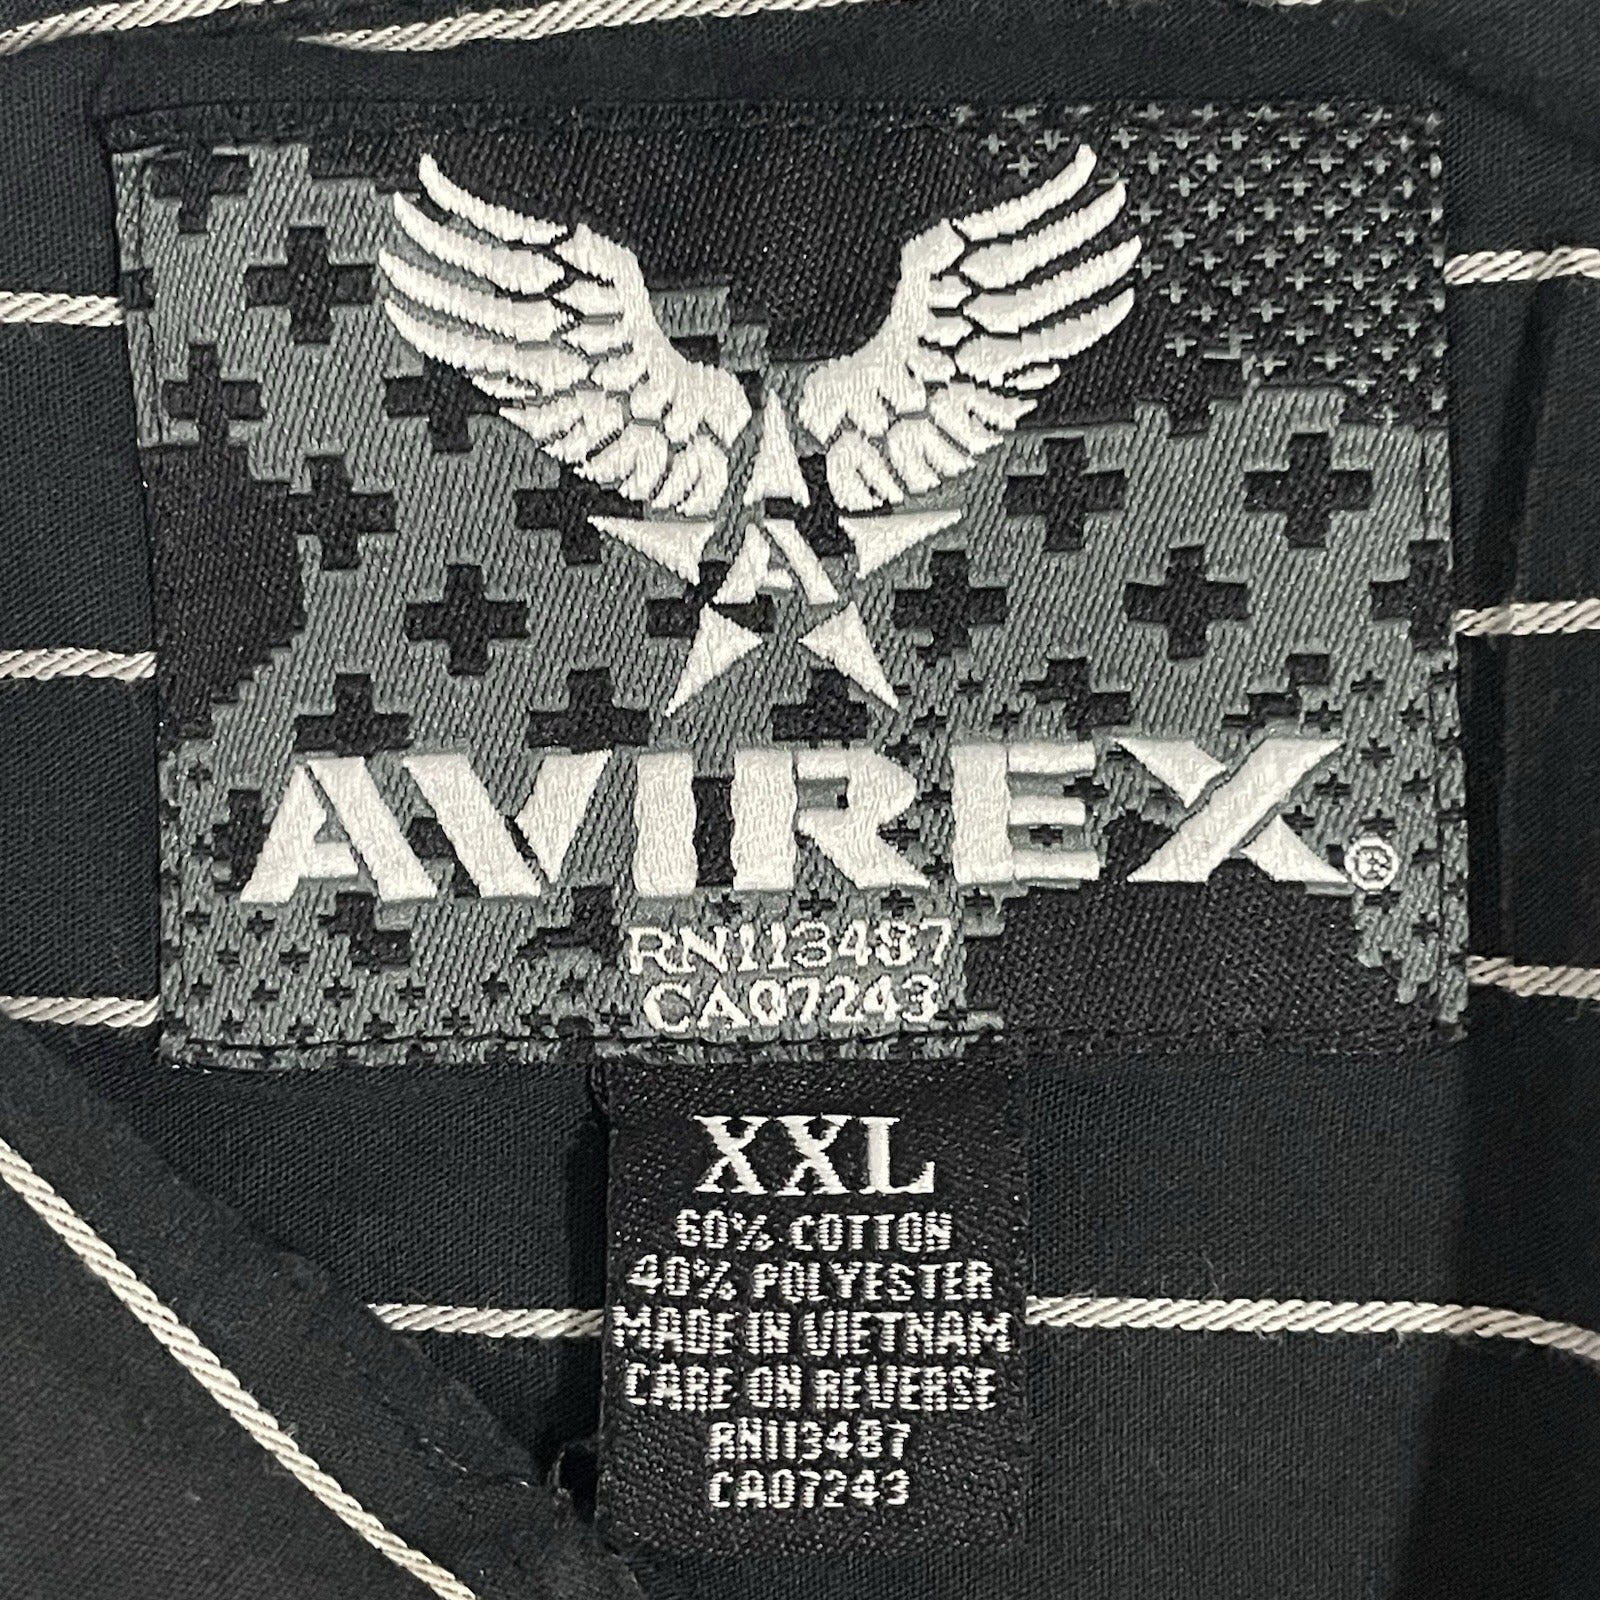 A
AVIREX®
RN113487
CA07243
XXL
60% COTTON
40% POLYESTER
MADE IN VIETNAM
CARE ON REVERSE
RN113487
CA07243